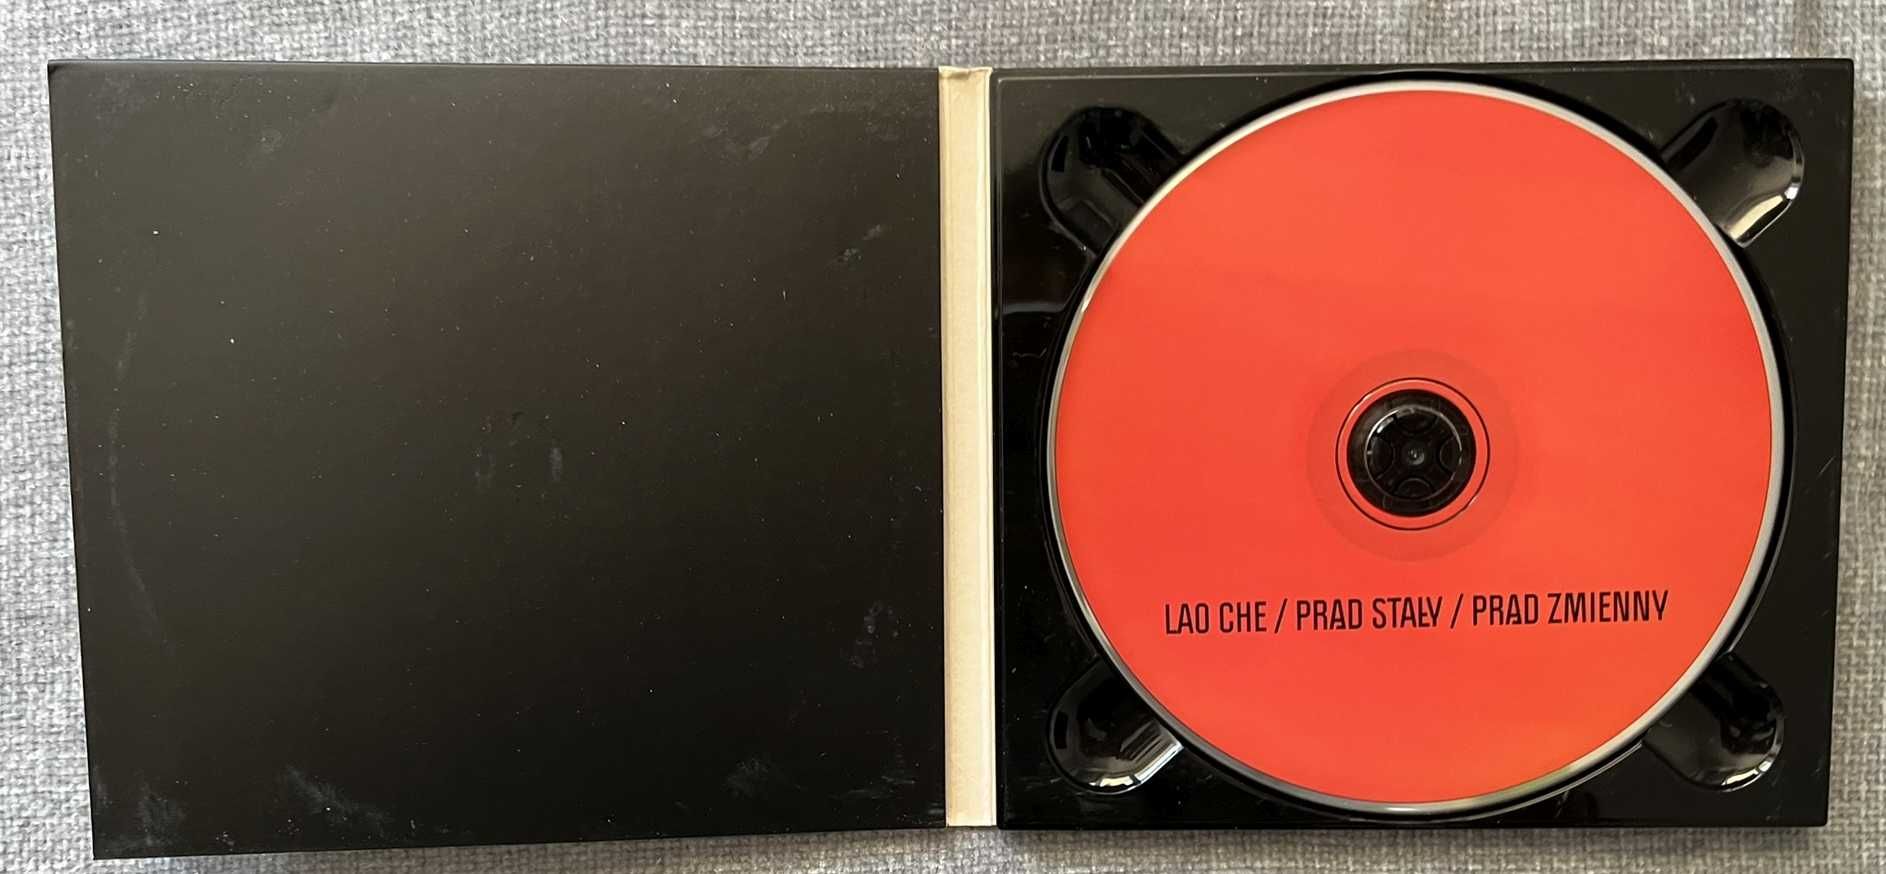 LAO CHE / PRĄD STAŁY / PRĄD ZMIENNY